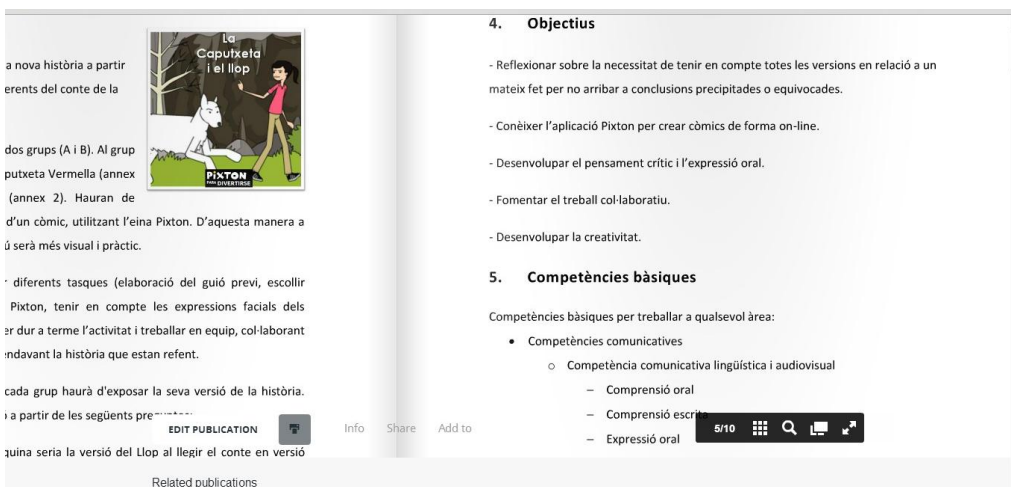 La
Caputxeta
i el llop
PIXTON
PARA DIVERTIRSE
a nova història a partir
erents del conte de la
dos grups (A i B). Al grup
putxeta Vermella (annex
(annex 2). Hauran de
d'un còmic, utilitzant l'eina Pixton. D'aquesta manera a
ú serà més visual i pràctic.
diferents tasques (elaboració del guió previ, escollir
Pixton, tenir en compte les expressions facials dels
er dur a terme l'activitat i treballar en equip, col·laborant
endavant la història que estan refent.
cada grup haurà d'exposar la seva versió de la història.
a partir de les següents
quina seria la versió del Llop al llegir el conte en versió
4. Objectius
- Reflexionar sobre la necessitat de tenir en compte totes les versions en relació a un
mateix fet per no arribar a conclusions precipitades o equivocades.
- Conèixer l'aplicació Pixton per crear còmics de forma on-line.
- Desenvolupar el pensament crític i l'expressió oral.
- Fomentar el treball col·laboratiu.
- Desenvolupar la creativitat.
5. Competències bàsiques
Competències bàsiques per treballar a qualsevol àrea:
• Competències comunicatives
o Competència comunicativa lingüística i audiovisual
– Comprensió oral
– Comprensió escrita
– Expressió oral
EDIT PUBLICATION
Info Share Add to
5/10
Related publications